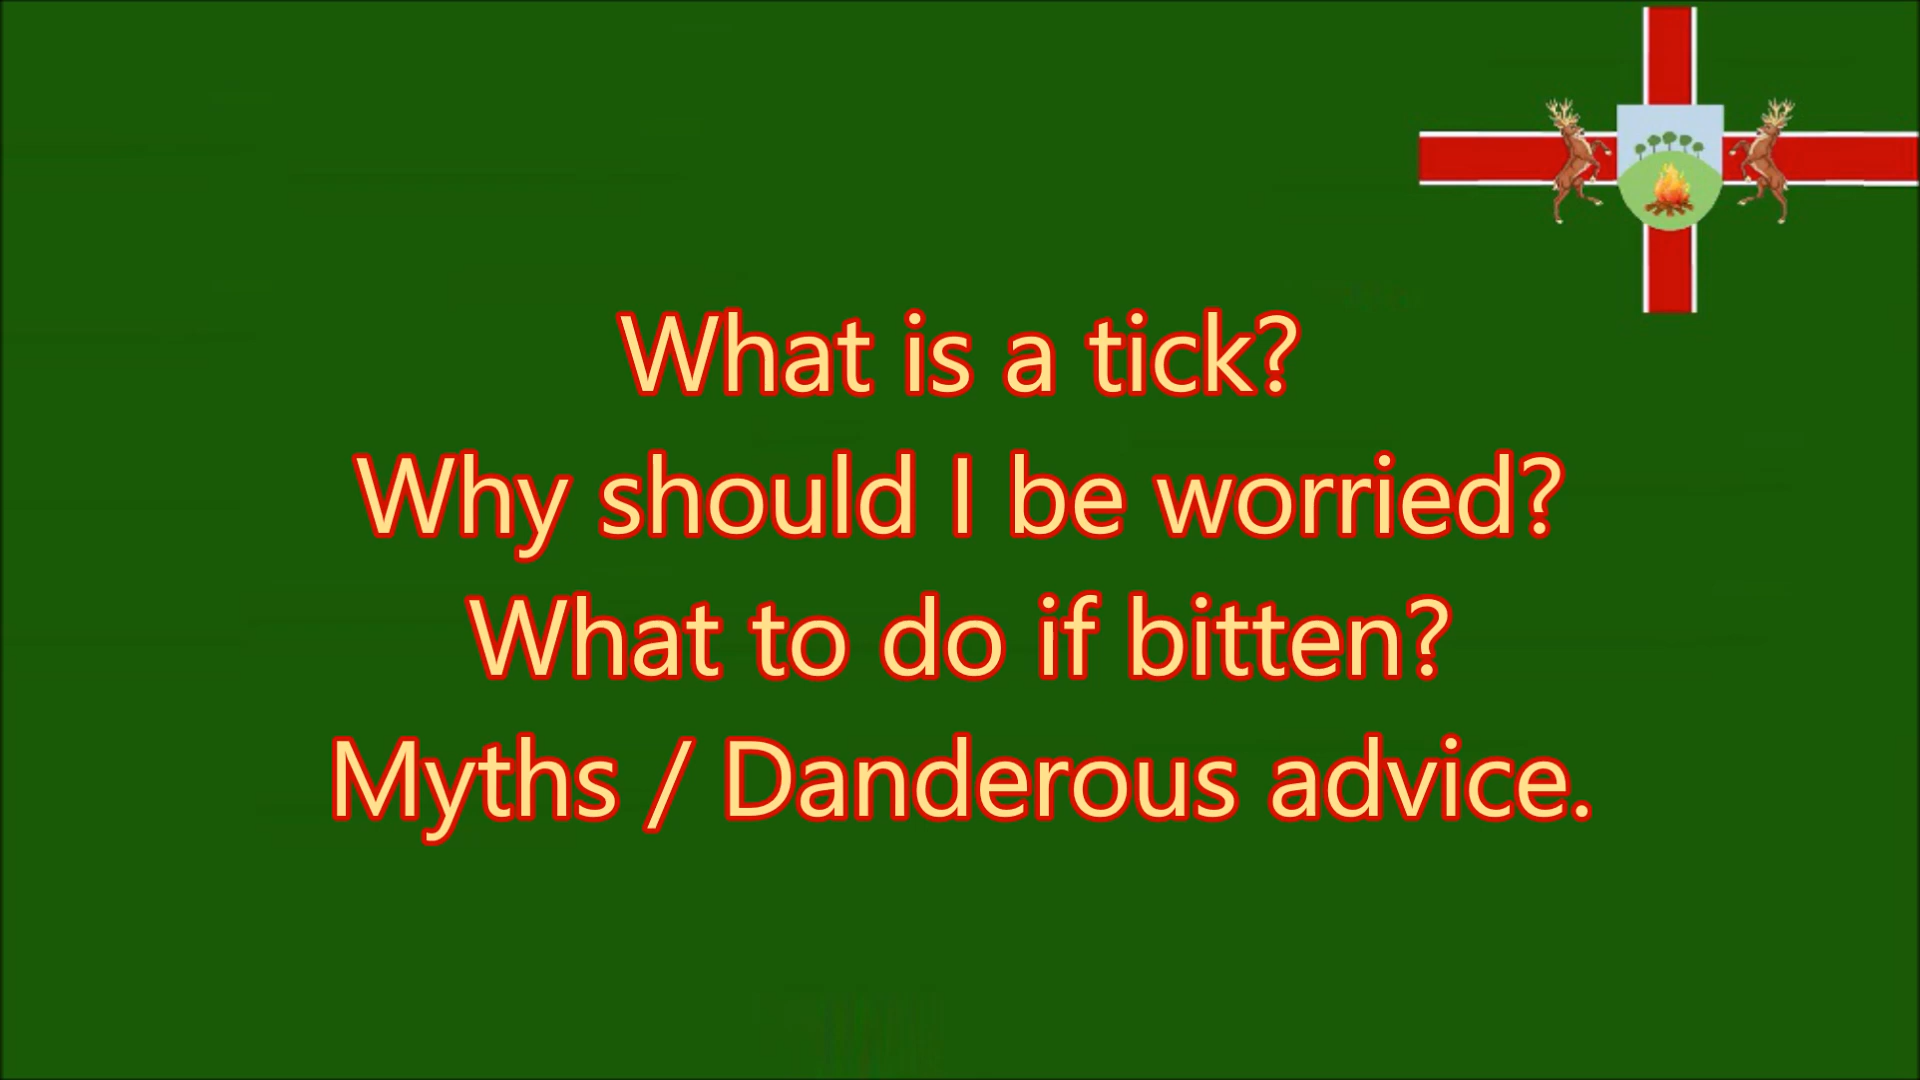 What is a tick?
Why should I be worried?
What to do if bitten?
Myths / Danderous advice.